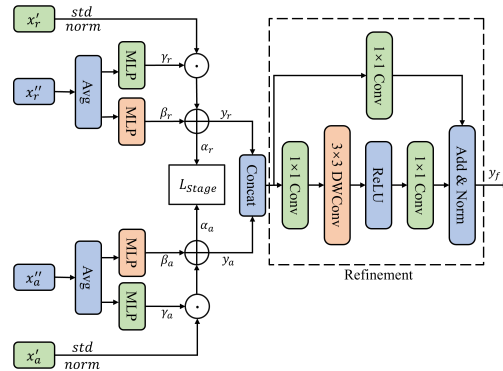 x'_r
std
norm
x''_r
Avg
MLP
γ_r
MLP
β_r
y_r
α_r
L_Stage
α_a
Concat
x''_a
Avg
MLP
β_a
y_a
MLP
γ_a
x'_a
std
norm
1×1 Conv
1×1 Conv
3×3 DWConv
ReLU
1×1 Conv
Add & Norm
y_f
Refinement